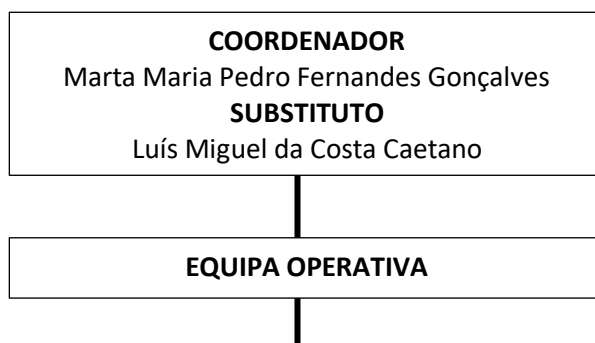 COORDENADOR
Marta Maria Pedro Fernandes Gonçalves
SUBSTITUTO
Luís Miguel da Costa Caetano
EQUIPA OPERATIVA